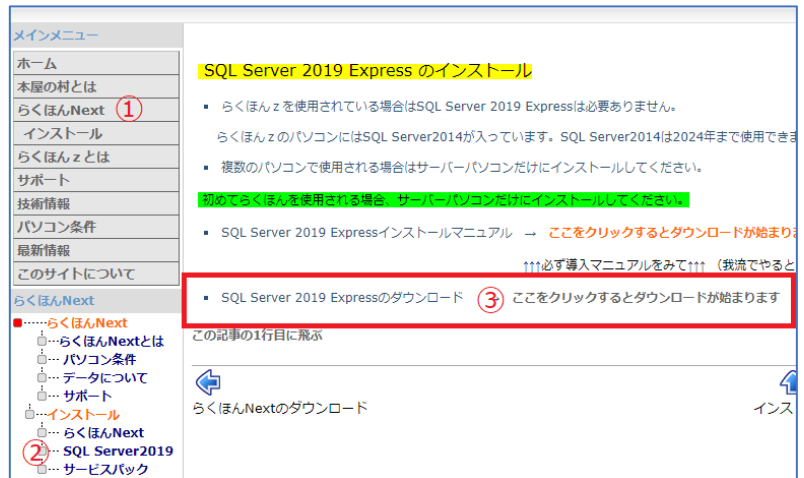 メインメニュー
ホーム
本屋の村とは
らくほんNext ①
インストール
らくほんｚとは
サポート
技術情報
パソコン条件
最新情報
このサイトについて
らくほんNext
らくほんNext
らくほんNextとは
パソコン条件
データについて
サポート
インストール
らくほんNext
② SQL Server2019
サービスパック
SQL Server 2019 Express のインストール
らくほんｚを使用されている場合はSQL Server 2019 Expressは必要ありません。
らくほんｚのパソコンにはSQL Server2014が入っています。SQL Server2014は2024年まで使用できま
複数のパソコンで使用される場合はサーバーパソコンだけにインストールしてください。
初めてらくほんを使用される場合、サーバーパソコンだけにインストールしてください。
SQL Server 2019 Expressインストールマニュアル → ここをクリックするとダウンロードが始まりま
↑↑↑必ず導入マニュアルをみて↑↑↑ （我流でやると
SQL Server 2019 Expressのダウンロード ③ ここをクリックするとダウンロードが始まります
この記事の1行目に飛ぶ
らくほんNextのダウンロード
インス